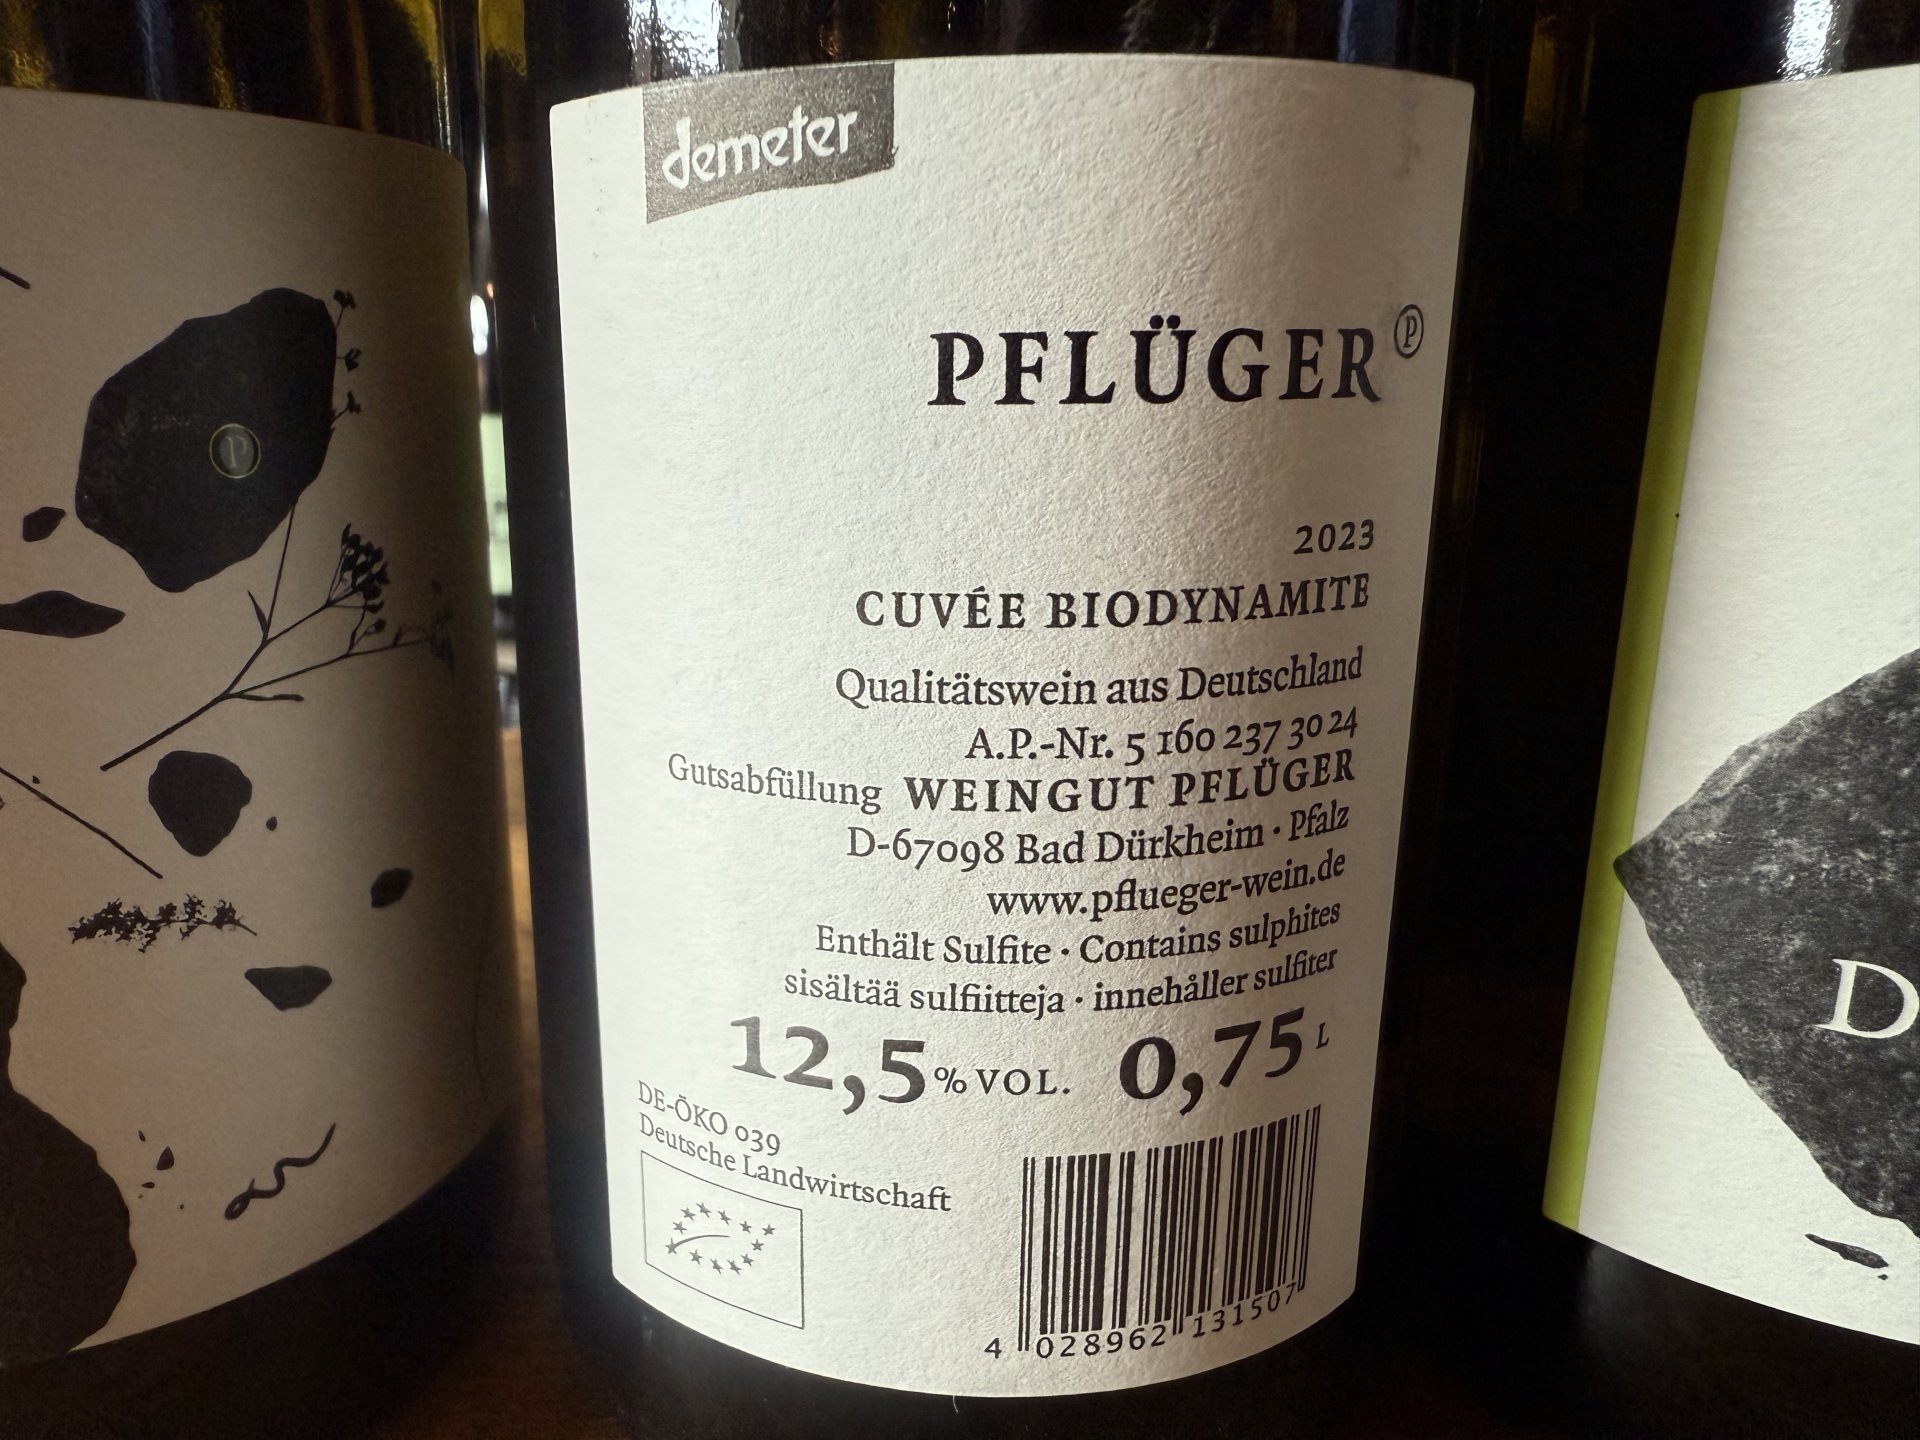 demeter
PFLÜGER Ⓟ
2023
CUVÉE BIODYNAMITE
Qualitätswein aus Deutschland
A.P.-Nr. 5 160 237 30 24
Gutsabfüllung WEINGUT PFLÜGER
D-67098 Bad Dürkheim · Pfalz
www.pflueger-wein.de
Enthält Sulfite · Contains sulphites
sisältää sulfiitteja · innehåller sulfiter
12,5 % VOL. 0,75 L
DE-ÖKO 039
Deutsche Landwirtschaft
4 028962 131507
P
D